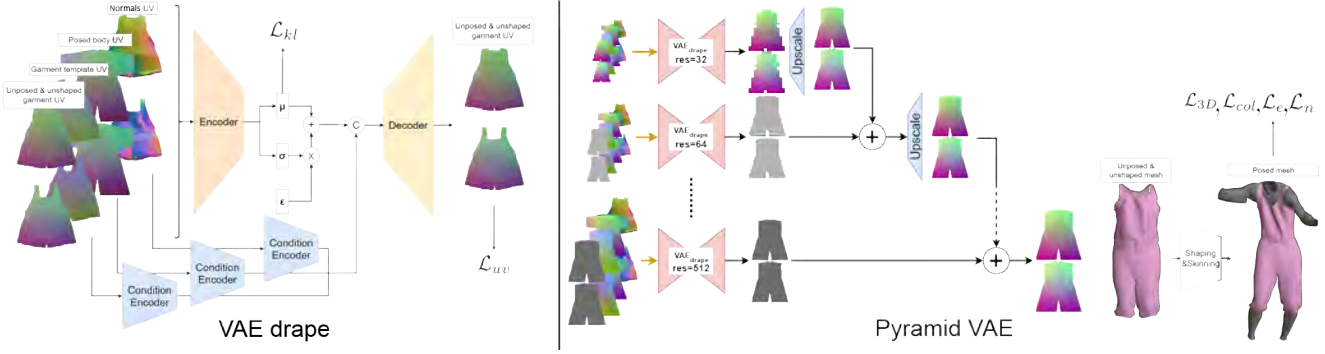 Normals UV
Posed body UV
Garment template UV
Unposed & unshaped
garment UV
Encoder
L_kl
μ
σ
ε
+
X
C
Decoder
Unposed & unshaped
garment UV
L_uv
Condition
Encoder
Condition
Encoder
Condition
Encoder
VAE drape
VAE_drape
res=32
Upscale
VAE_drape
res=64
+
Upscale
VAE_drape
res=512
+
Pyramid VAE
Unposed &
unshaped mesh
Shaping
&Skinning
L_3D, L_col, L_e, L_n
Posed mesh